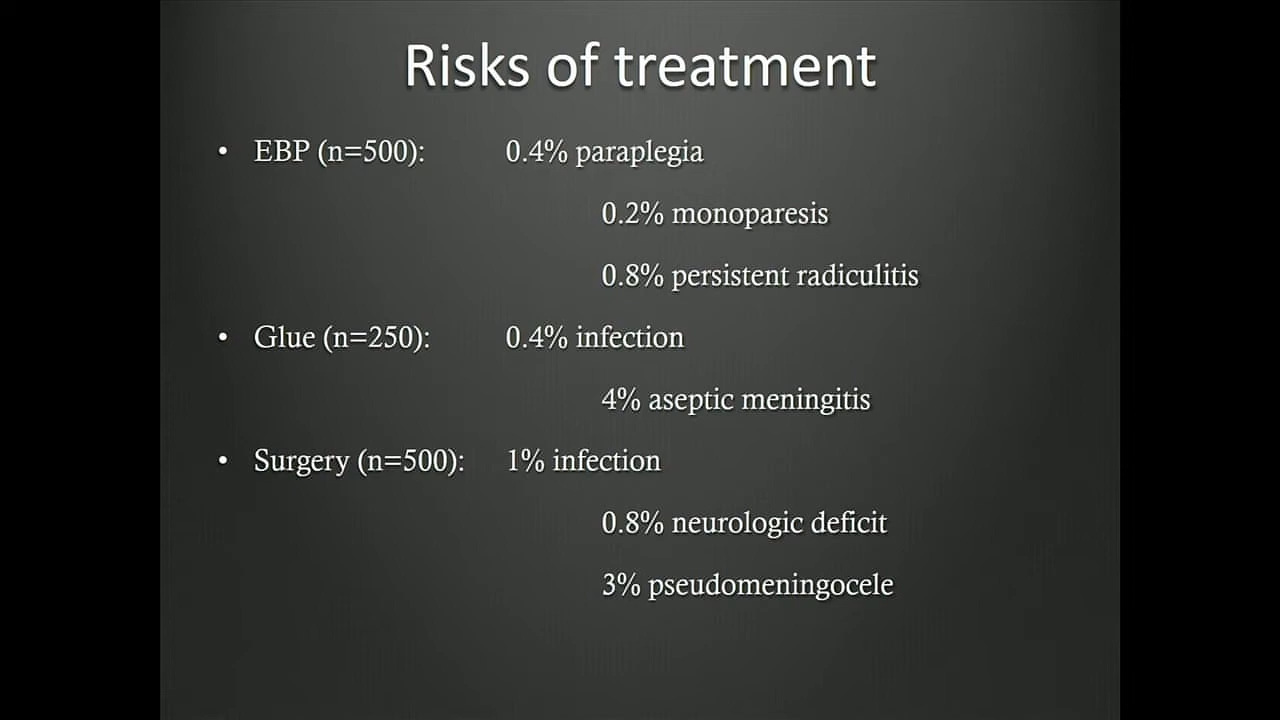 Risks of treatment
• EBP (n=500): 0.4% paraplegia
0.2% monoparesis
0.8% persistent radiculitis
• Glue (n=250): 0.4% infection
4% aseptic meningitis
• Surgery (n=500): 1% infection
0.8% neurologic deficit
3% pseudomeningocele